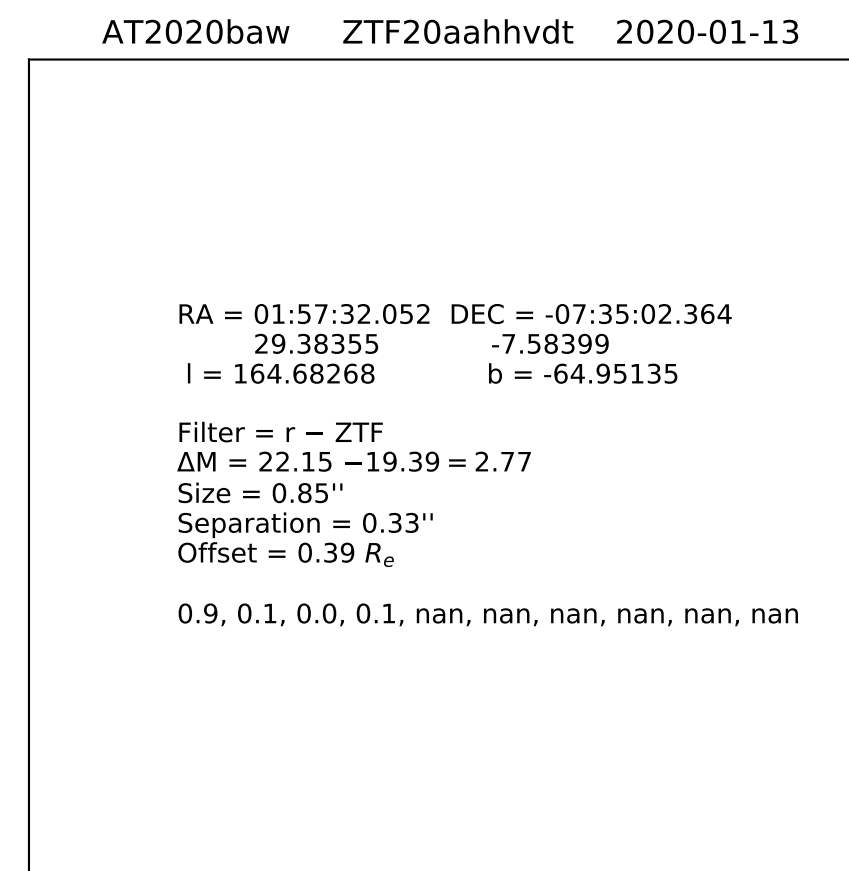 AT2020baw ZTF20aahhvdt 2020-01-13
RA = 01:57:32.052 DEC = -07:35:02.364
29.38355 -7.58399
l = 164.68268 b = -64.95135
Filter = r − ZTF
ΔM = 22.15 −19.39 = 2.77
Size = 0.85''
Separation = 0.33''
Offset = 0.39 Re
0.9, 0.1, 0.0, 0.1, nan, nan, nan, nan, nan, nan